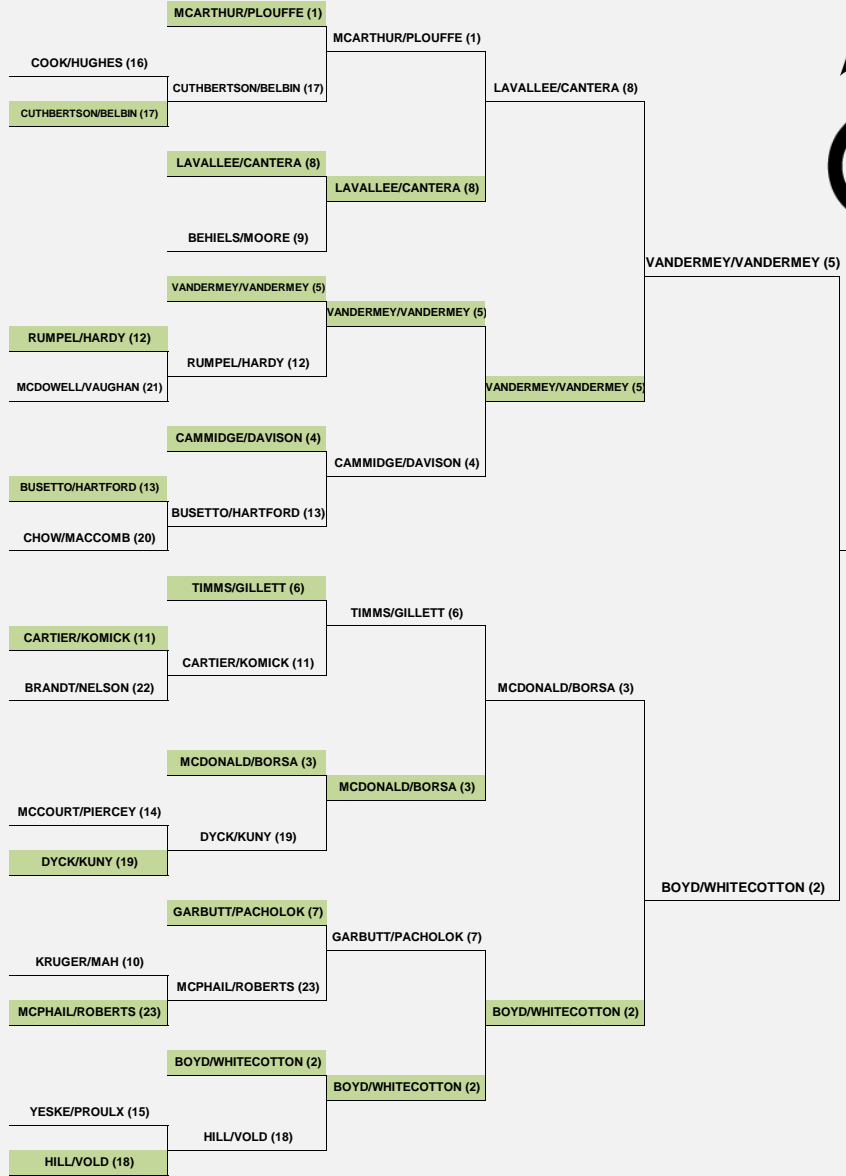 MCARTHUR/PLOUFFE (1)
MCARTHUR/PLOUFFE (1)
COOK/HUGHES (16)
CUTHBERTSON/BELBIN (17)
LAVALLEE/CANTERA (8)
CUTHBERTSON/BELBIN (17)
LAVALLEE/CANTERA (8)
LAVALLEE/CANTERA (8)
BEHIELS/MOORE (9)
VANDERMEY/VANDERMEY (5)
VANDERMEY/VANDERMEY (5)
VANDERMEY/VANDERMEY (5)
RUMPEL/HARDY (12)
RUMPEL/HARDY (12)
MCDOWELL/VAUGHAN (21)
VANDERMEY/VANDERMEY (5)
CAMMIDGE/DAVISON (4)
CAMMIDGE/DAVISON (4)
BUSETTO/HARTFORD (13)
BUSETTO/HARTFORD (13)
CHOW/MACCOMB (20)
TIMMS/GILLETT (6)
TIMMS/GILLETT (6)
CARTIER/KOMICK (11)
CARTIER/KOMICK (11)
BRANDT/NELSON (22)
MCDONALD/BORSA (3)
MCDONALD/BORSA (3)
MCDONALD/BORSA (3)
MCCOURT/PIERCEY (14)
DYCK/KUNY (19)
DYCK/KUNY (19)
BOYD/WHITECOTTON (2)
GARBUTT/PACHOLOK (7)
GARBUTT/PACHOLOK (7)
KRUGER/MAH (10)
MCPHAIL/ROBERTS (23)
MCPHAIL/ROBERTS (23)
BOYD/WHITECOTTON (2)
BOYD/WHITECOTTON (2)
BOYD/WHITECOTTON (2)
YESKE/PROULX (15)
HILL/VOLD (18)
HILL/VOLD (18)